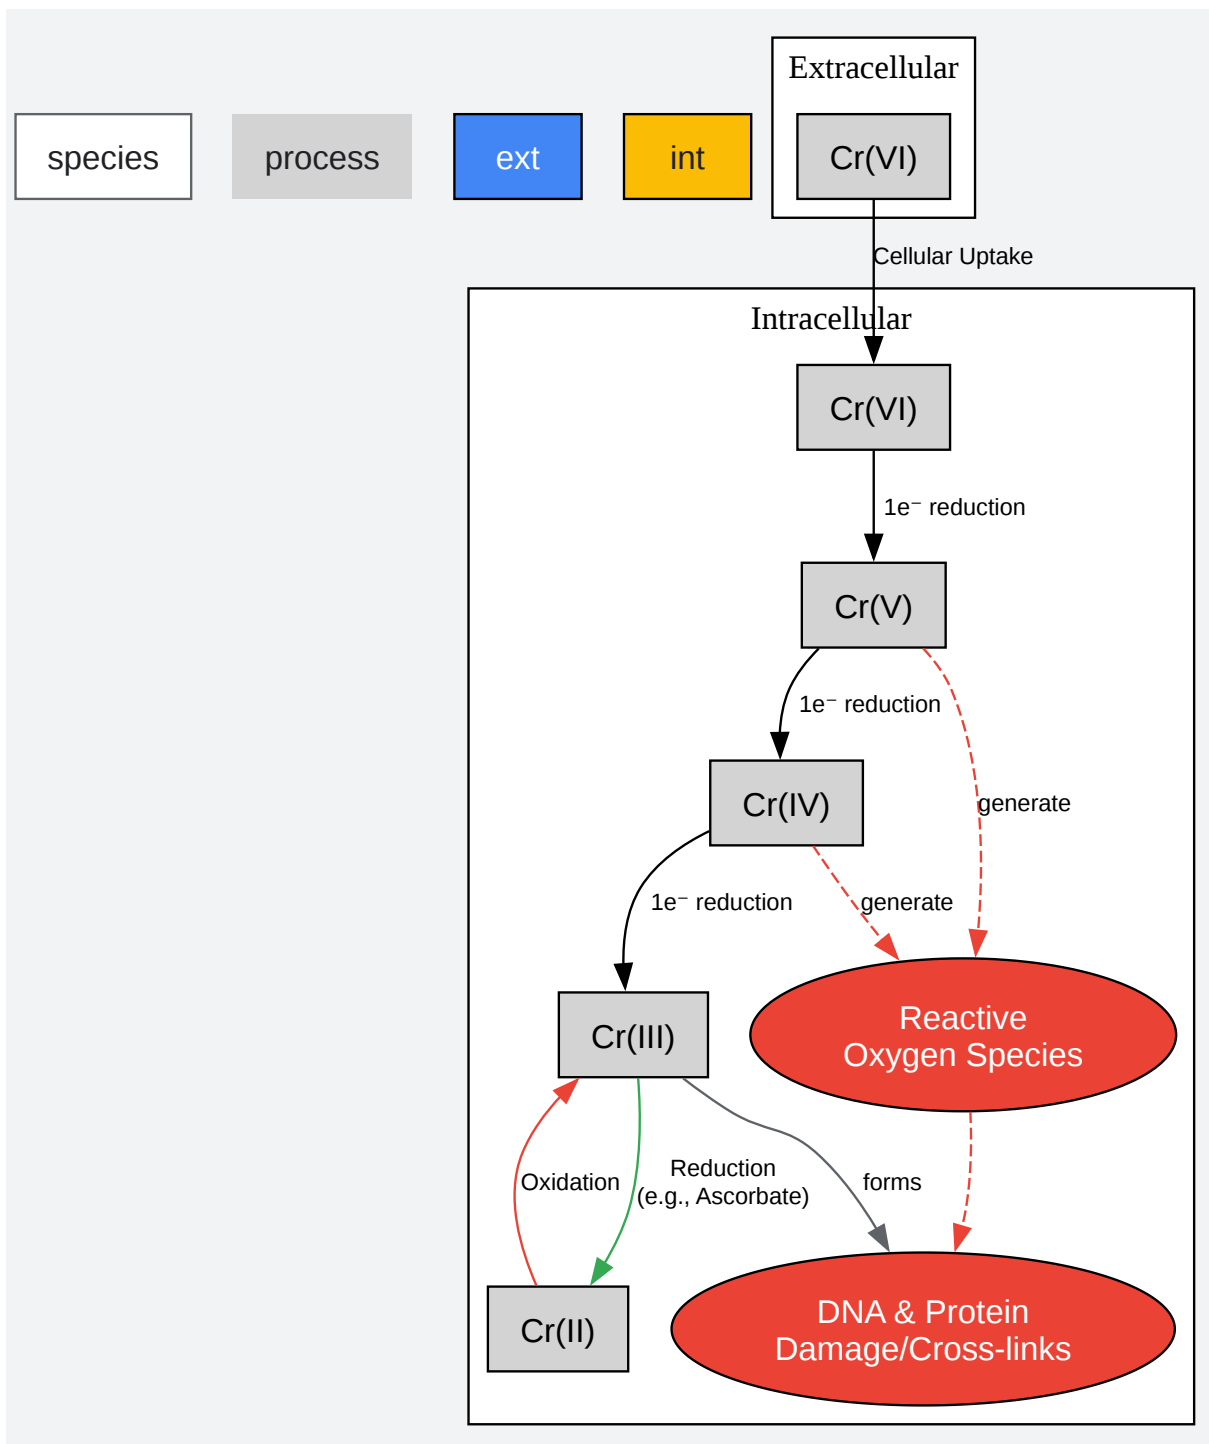 Extracellular
species
process
ext
int
Cr(VI)
Cellular Uptake
Intracellular
Cr(VI)
1e⁻ reduction
Cr(V)
1e⁻ reduction
Cr(IV)
generate
1e⁻ reduction
generate
Cr(III)
Reactive
Oxygen Species
Oxidation
Reduction
(e.g., Ascorbate)
forms
Cr(II)
DNA & Protein
Damage/Cross-links